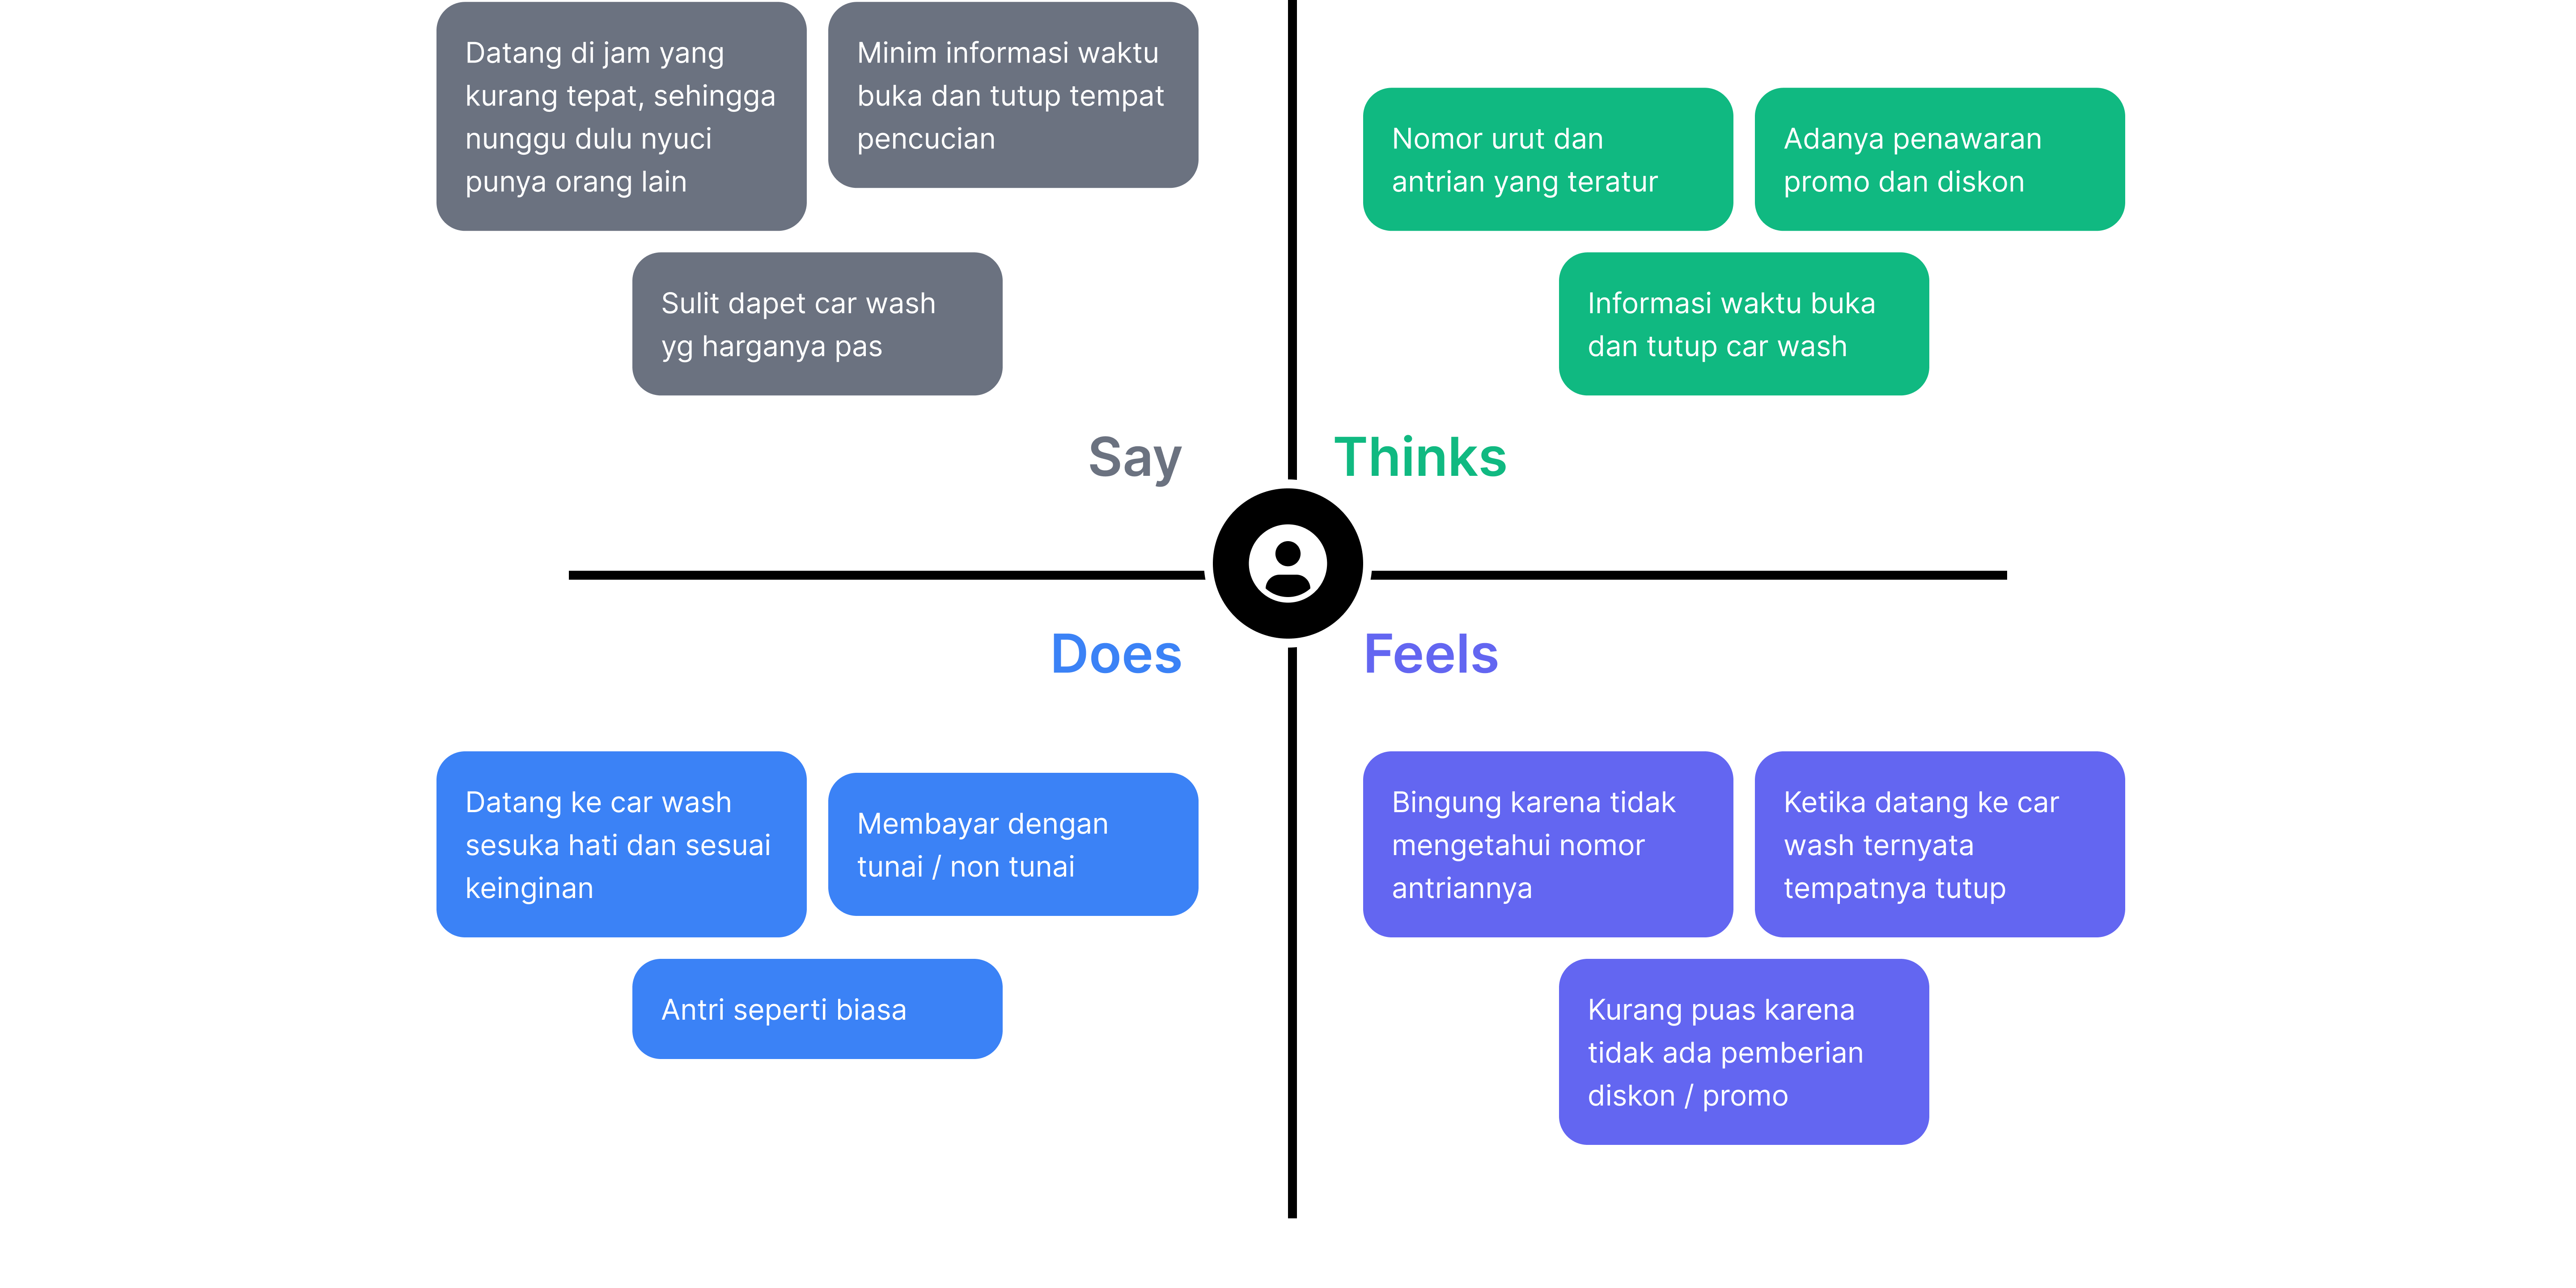 Datang di jam yang
kurang tepat, sehingga
nunggu dulu nyuci
punya orang lain
Minim informasi waktu
buka dan tutup tempat
pencucian
Sulit dapet car wash
yg harganya pas
Say
Nomor urut dan
antrian yang teratur
Adanya penawaran
promo dan diskon
Informasi waktu buka
dan tutup car wash
Thinks
Does
Datang ke car wash
sesuka hati dan sesuai
keinginan
Membayar dengan
tunai / non tunai
Antri seperti biasa
Feels
Bingung karena tidak
mengetahui nomor
antriannya
Ketika datang ke car
wash ternyata
tempatnya tutup
Kurang puas karena
tidak ada pemberian
diskon / promo